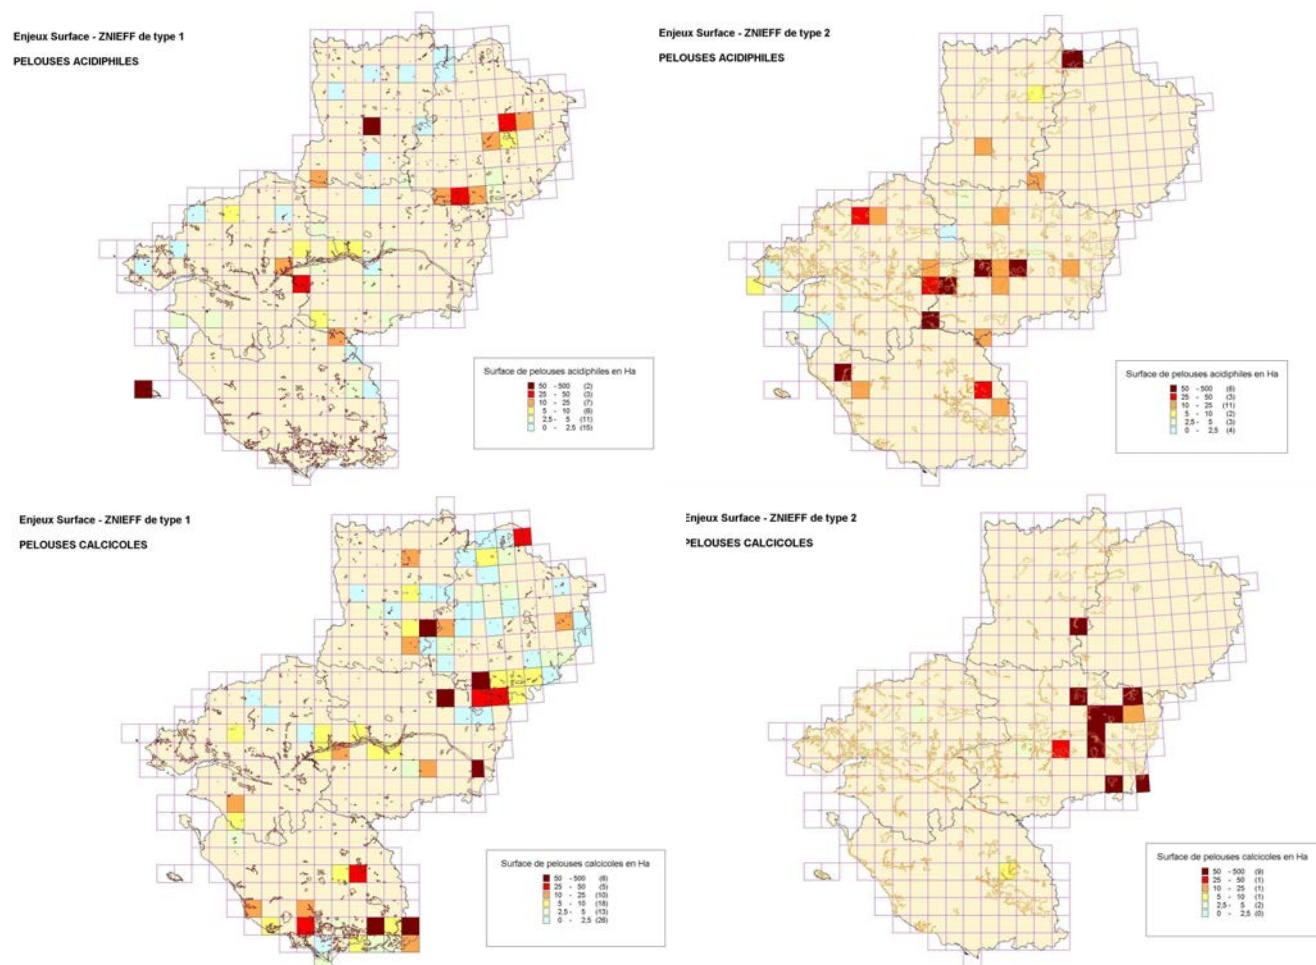 Enjeux Surface - ZNIEFF de type 1
PELOUSES ACIDIPHILES
Surface de pelouses acidiphiles en Ha
50 - 500 (2)
25 - 50 (3)
10 - 25 (7)
5 - 10 (6)
2,5 - 5 (11)
0 - 2,5 (15)
Enjeux Surface - ZNIEFF de type 2
PELOUSES ACIDIPHILES
Surface de pelouses acidiphiles en Ha
50 - 500 (6)
25 - 50 (3)
10 - 25 (11)
5 - 10 (2)
2,5 - 5 (3)
0 - 2,5 (4)
Enjeux Surface - ZNIEFF de type 1
PELOUSES CALCICOLES
Surface de pelouses calcicoles en Ha
50 - 500 (6)
25 - 50 (5)
10 - 25 (10)
5 - 10 (18)
2,5 - 5 (13)
0 - 2,5 (26)
Enjeux Surface - ZNIEFF de type 2
PELOUSES CALCICOLES
Surface de pelouses calcicoles en Ha
50 - 500 (9)
25 - 50 (1)
10 - 25 (1)
5 - 10 (1)
2,5 - 5 (2)
0 - 2,5 (0)